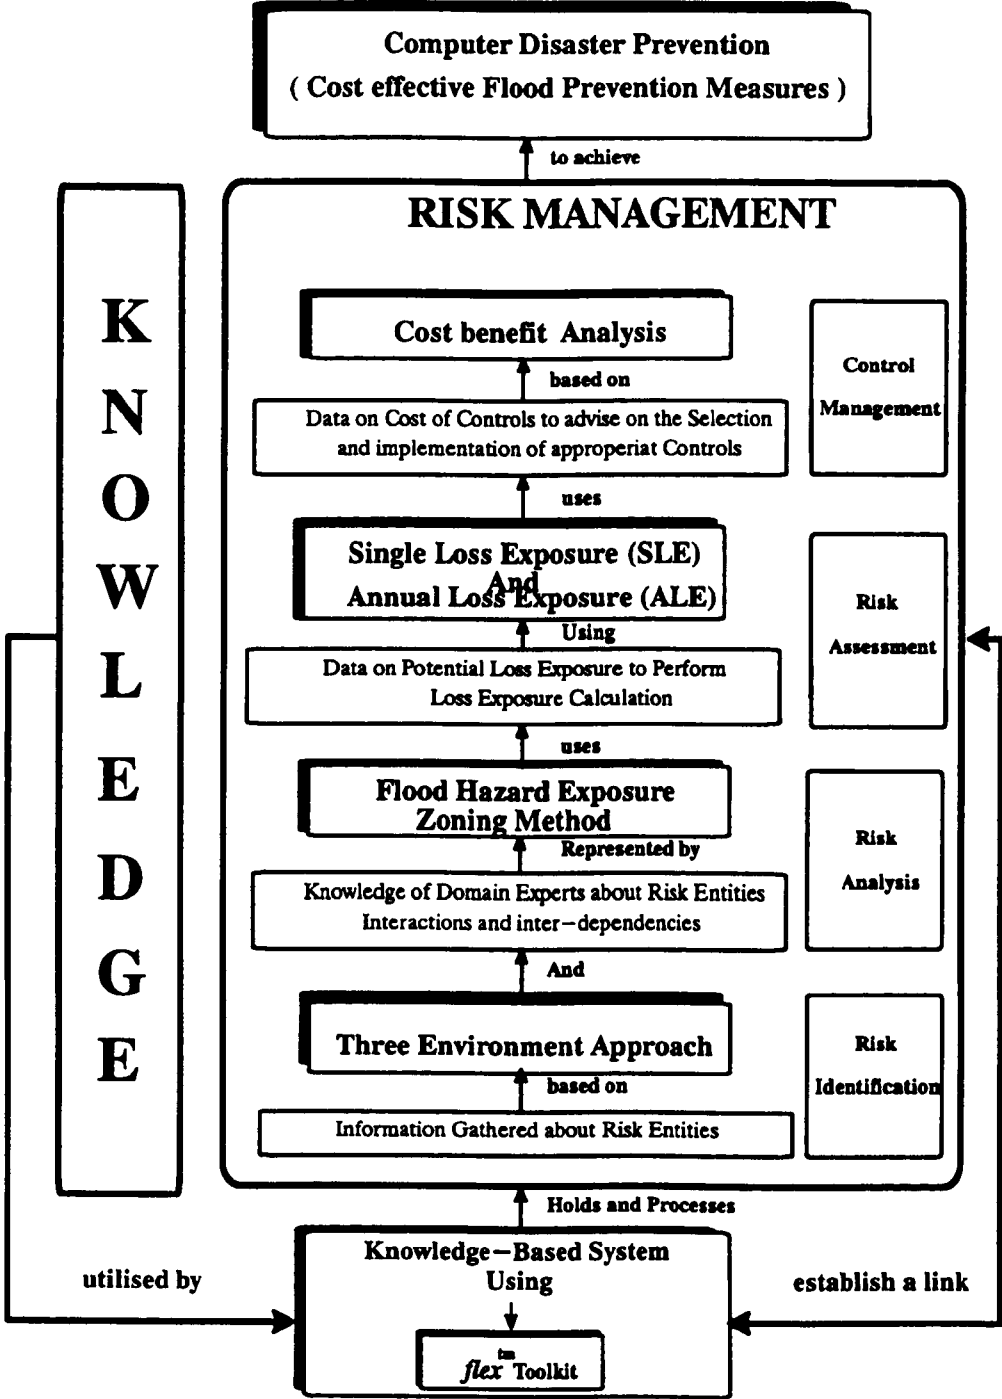 Computer Disaster Prevention
( Cost effective Flood Prevention Measures )
to achieve
RISK MANAGEMENT
KNOWLEDGE
Cost benefit Analysis
based on
Data on Cost of Controls to advise on the Selection
and implementation of approperiat Controls
Control
Management
uses
Single Loss Exposure (SLE)
And
Annual Loss Exposure (ALE)
Using
Data on Potential Loss Exposure to Perform
Loss Exposure Calculation
Risk
Assessment
uses
Flood Hazard Exposure
Zoning Method
Represented by
Knowledge of Domain Experts about Risk Entities
Interactions and inter-dependencies
Risk
Analysis
And
Three Environment Approach
based on
Information Gathered about Risk Entities
Risk
Identification
Holds and Processes
Knowledge-Based System
Using
tm
flex Toolkit
utilised by
establish a link